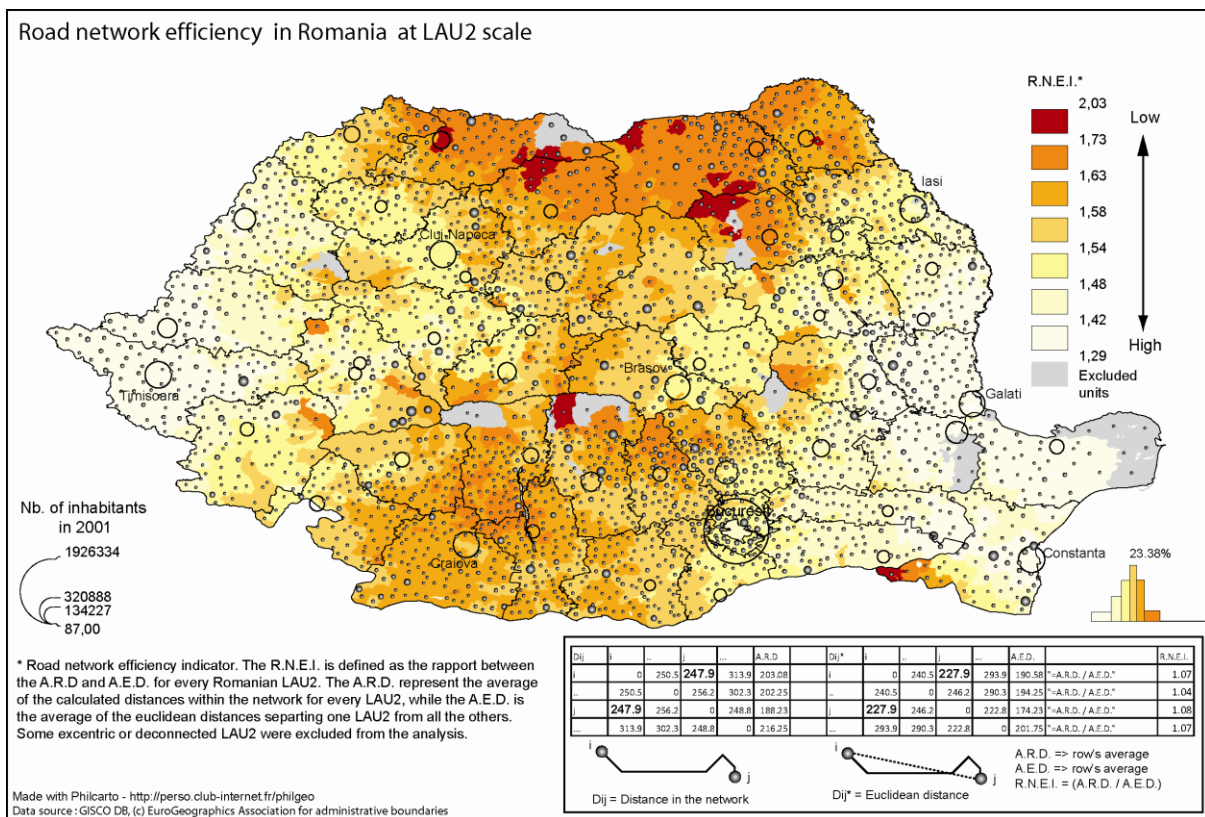 Road network efficiency in Romania at LAU2 scale
R.N.E.I.*
2,03
1,73
1,63
1,58
1,54
1,48
1,42
1,29
Excluded
units
Low
High
Iasi
Cluj-Napoca
Timisoara
Brasov
Galati
Bucuresti
Craiova
Constanta
23.38%
Nb. of inhabitants
in 2001
1926334
320888
134227
87,00
* Road network efficiency indicator. The R.N.E.I. is defined as the rapport between
the A.R.D and A.E.D. for every Romanian LAU2. The A.R.D. represent the average
of the calculated distances within the network for every LAU2, while the A.E.D. is
the average of the euclidean distances separting one LAU2 from all the others.
Some excentric or deconnected LAU2 were excluded from the analysis.
Made with Philcarto - http://perso.club-internet.fr/philgeo
Data source : GISCO DB, (c) EuroGeographics Association for administrative boundaries
Dij i .. j ... A.R.D Dij* i .. j ... A.E.D. R.N.E.I.
i 0 250.5 247.9 313.9 203.08 i 0 240.5 227.9 293.9 190.58 "=A.R.D. / A.E.D." 1.07
.. 250.5 0 256.2 302.3 202.25 .. 240.5 0 246.2 290.3 194.25 "=A.R.D. / A.E.D." 1.04
j 247.9 256.2 0 248.8 188.23 j 227.9 246.2 0 222.8 174.23 "=A.R.D. / A.E.D." 1.08
... 313.9 302.3 248.8 0 216.25 ... 293.9 290.3 222.8 0 201.75 "=A.R.D. / A.E.D." 1.07
i
j
Dij = Distance in the network
i
j
Dij* = Euclidean distance
A.R.D. => row's average
A.E.D. => row's average
R.N.E.I. = (A.R.D. / A.E.D.)